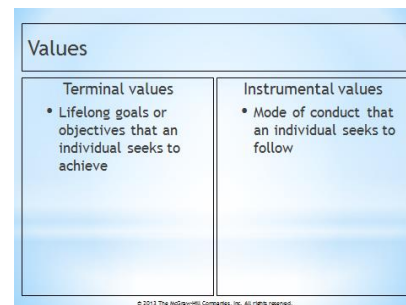 Values
Terminal values
• Lifelong goals or
objectives that an
individual seeks to
achieve
Instrumental values
• Mode of conduct that
an individual seeks to
follow
© 2013 The McGraw-Hill Companies, Inc. All rights reserved.